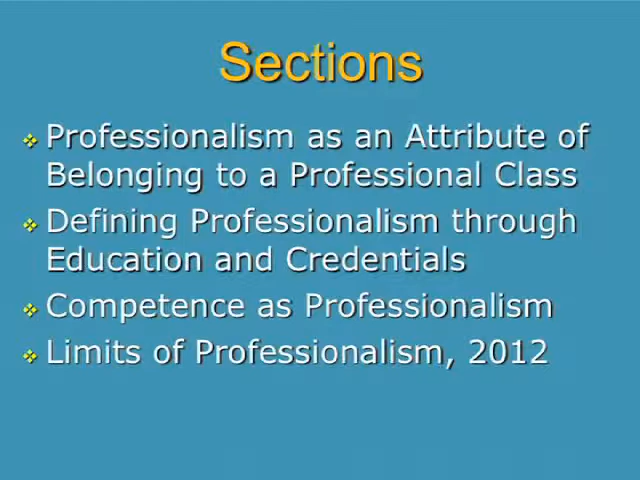 Sections
Professionalism as an Attribute of
Belonging to a Professional Class
Defining Professionalism through
Education and Credentials
Competence as Professionalism
Limits of Professionalism, 2012